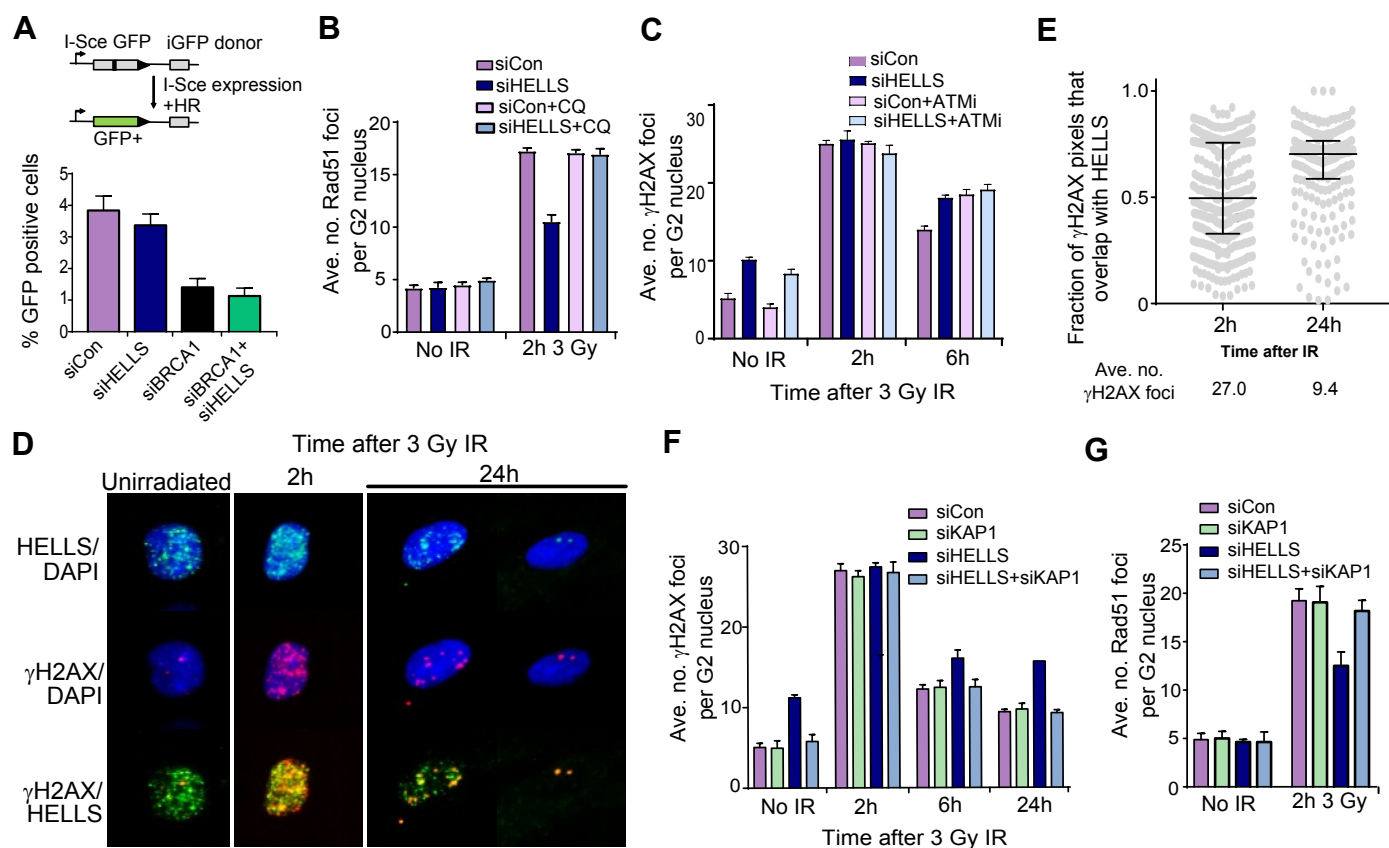 A
I-Sce GFP iGFP donor
I-Sce expression
+HR
GFP+
% GFP positive cells
5
4
3
2
1
0
siCon
siHELLS
siBRCA1
siBRCA1+
siHELLS
B
siCon
siHELLS
siCon+CQ
siHELLS+CQ
Ave. no. Rad51 foci
per G2 nucleus
20
15
10
5
0
No IR
2h 3 Gy
C
siCon
siHELLS
siCon+ATMi
siHELLS+ATMi
Ave. no. γH2AX foci
per G2 nucleus
30
20
10
0
No IR
2h
6h
Time after 3 Gy IR
E
Fraction of γH2AX pixels that
overlap with HELLS
1.0
0.5
0
2h
24h
Time after IR
Ave. no.
γH2AX foci
27.0
9.4
D
Time after 3 Gy IR
Unirradiated
2h
24h
HELLS/
DAPI
γH2AX/
DAPI
γH2AX/
HELLS
F
siCon
siKAP1
siHELLS
siHELLS+siKAP1
Ave. no. γH2AX foci
per G2 nucleus
30
20
10
0
No IR
2h
6h
24h
Time after 3 Gy IR
G
siCon
siKAP1
siHELLS
siHELLS+siKAP1
Ave. no. Rad51 foci
per G2 nucleus
25
20
15
10
5
0
No IR
2h 3 Gy